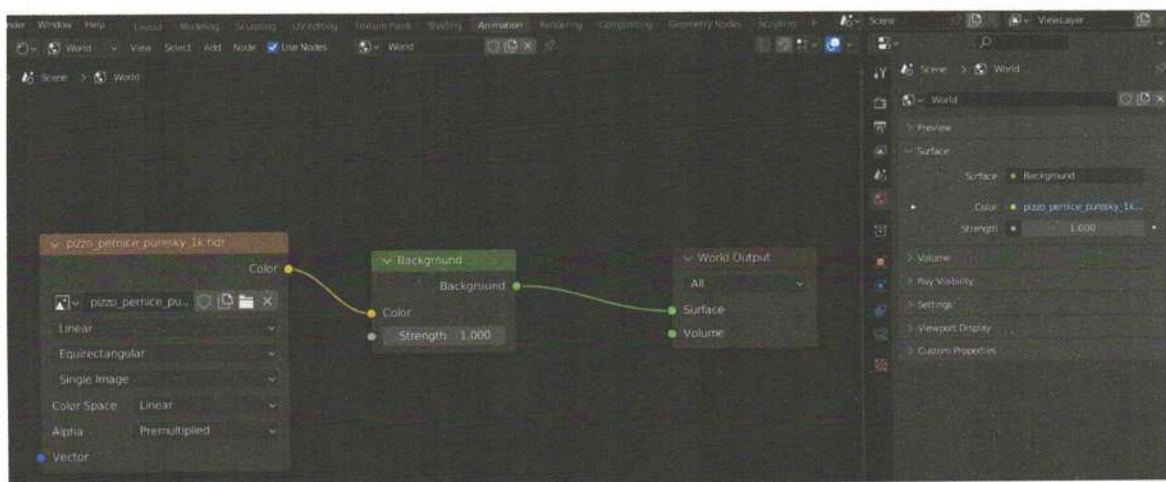 nder Window Help Layout Modeling Sculpting UV Editing Texture Paint Shading Animation Rendering Compositing Geometry Nodes Scripting + Scene ViewLayer
World View Select Add Node Use Nodes World
Scene > World
Scene > World
World
Preview
Surface
Surface Background
Color pizzo_pernice_puresky_1k...
Strength 1.000
Volume
Ray Visibility
Settings
Viewport Display
Custom Properties
pizzo_pernice_puresky_1k.hdr
Color
pizzo_pernice_pu...
Linear
Equirectangular
Single Image
Color Space Linear
Alpha Premultiplied
Vector
Background
Background
Color
Strength 1.000
World Output
All
Surface
Volume